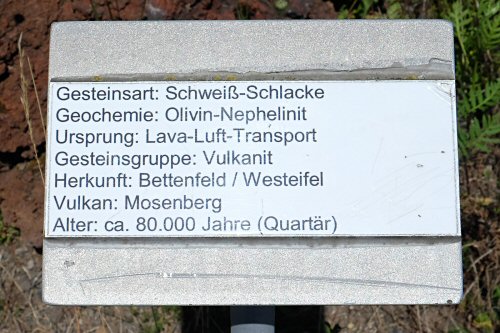 Gesteinsart: Schweiß-Schlacke
Geochemie: Olivin-Nephelinit
Ursprung: Lava-Luft-Transport
Gesteinsgruppe: Vulkanit
Herkunft: Bettenfeld / Westeifel
Vulkan: Mosenberg
Alter: ca. 80.000 Jahre (Quartär)